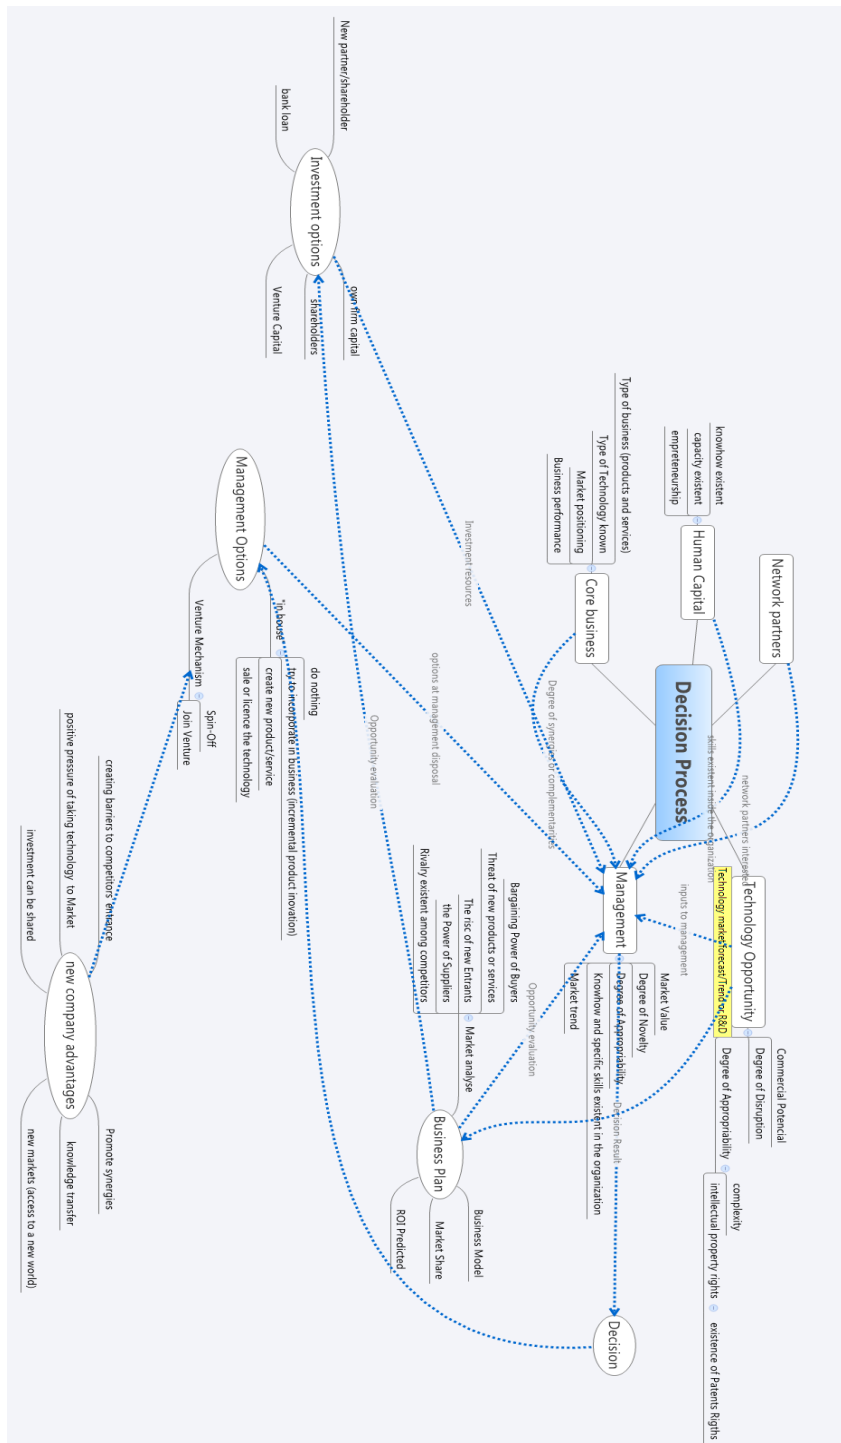 Decision Process
Network partners
Human Capital
knowhow existent
capacity existent
empreteneurship
Core business
Type of business (products and services)
Type of Technology known
Market positioning
Business performance
Technology Opportunity
Technology market forecast/Trend or R&D
Commercial Potencial
Degree of Disruption
Degree of Appropriability
complexity
intellectual property rights
existence of Patents Rigths
Management
Market Value
Degree of Novelty
Degree of Appropriability
Knowhow and specific skills existent in the organization
Market trend
network partners interested
skills existent inside the organization
inputs to management
Degree of synergies or complementarities
Investment resources
options at management disposal
Opportunity evaluation
Opportunity evaluation
Decision Result
Decision
Business Plan
Market analyse
Bargaining Power of Buyers
Threat of new products or services
The risc of new Entrants
the Power of Suppliers
Rivalry existent among competitors
Business Model
Market Share
ROI Predicted
Investment options
New partner/shareholder
bank loan
own firm capital
shareholders
Venture Capital
Management Options
"in house"
do nothing
try to incorporate in business (incremental product inovation)
create new product/service
sale or licence the technology
Venture Mechanism
Spin-Off
Join Venture
new company advantages
creating barriers to competitors entrance
positive pressure of taking technology to Market
investment can be shared
Promote synergies
knowledge transfer
new markets (access to a new world)